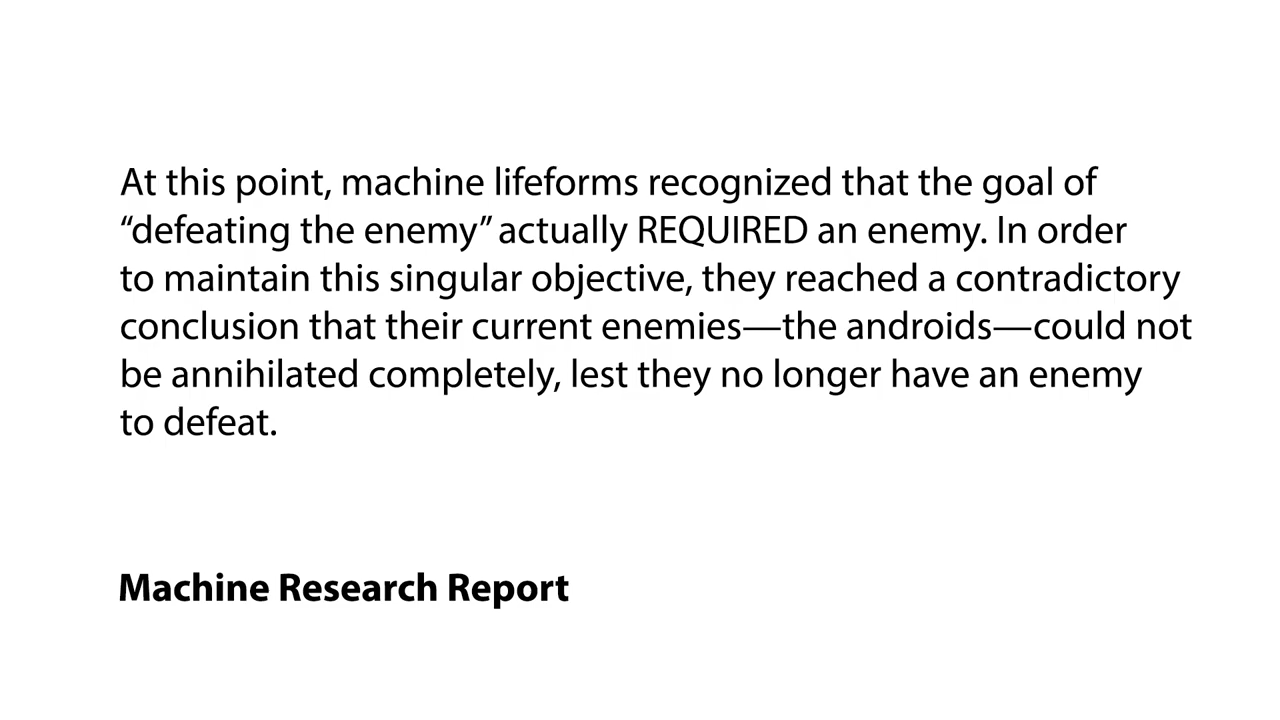 At this point, machine lifeforms recognized that the goal of
“defeating the enemy” actually REQUIRED an enemy. In order
to maintain this singular objective, they reached a contradictory
conclusion that their current enemies—the androids—could not
be annihilated completely, lest they no longer have an enemy
to defeat.
Machine Research Report